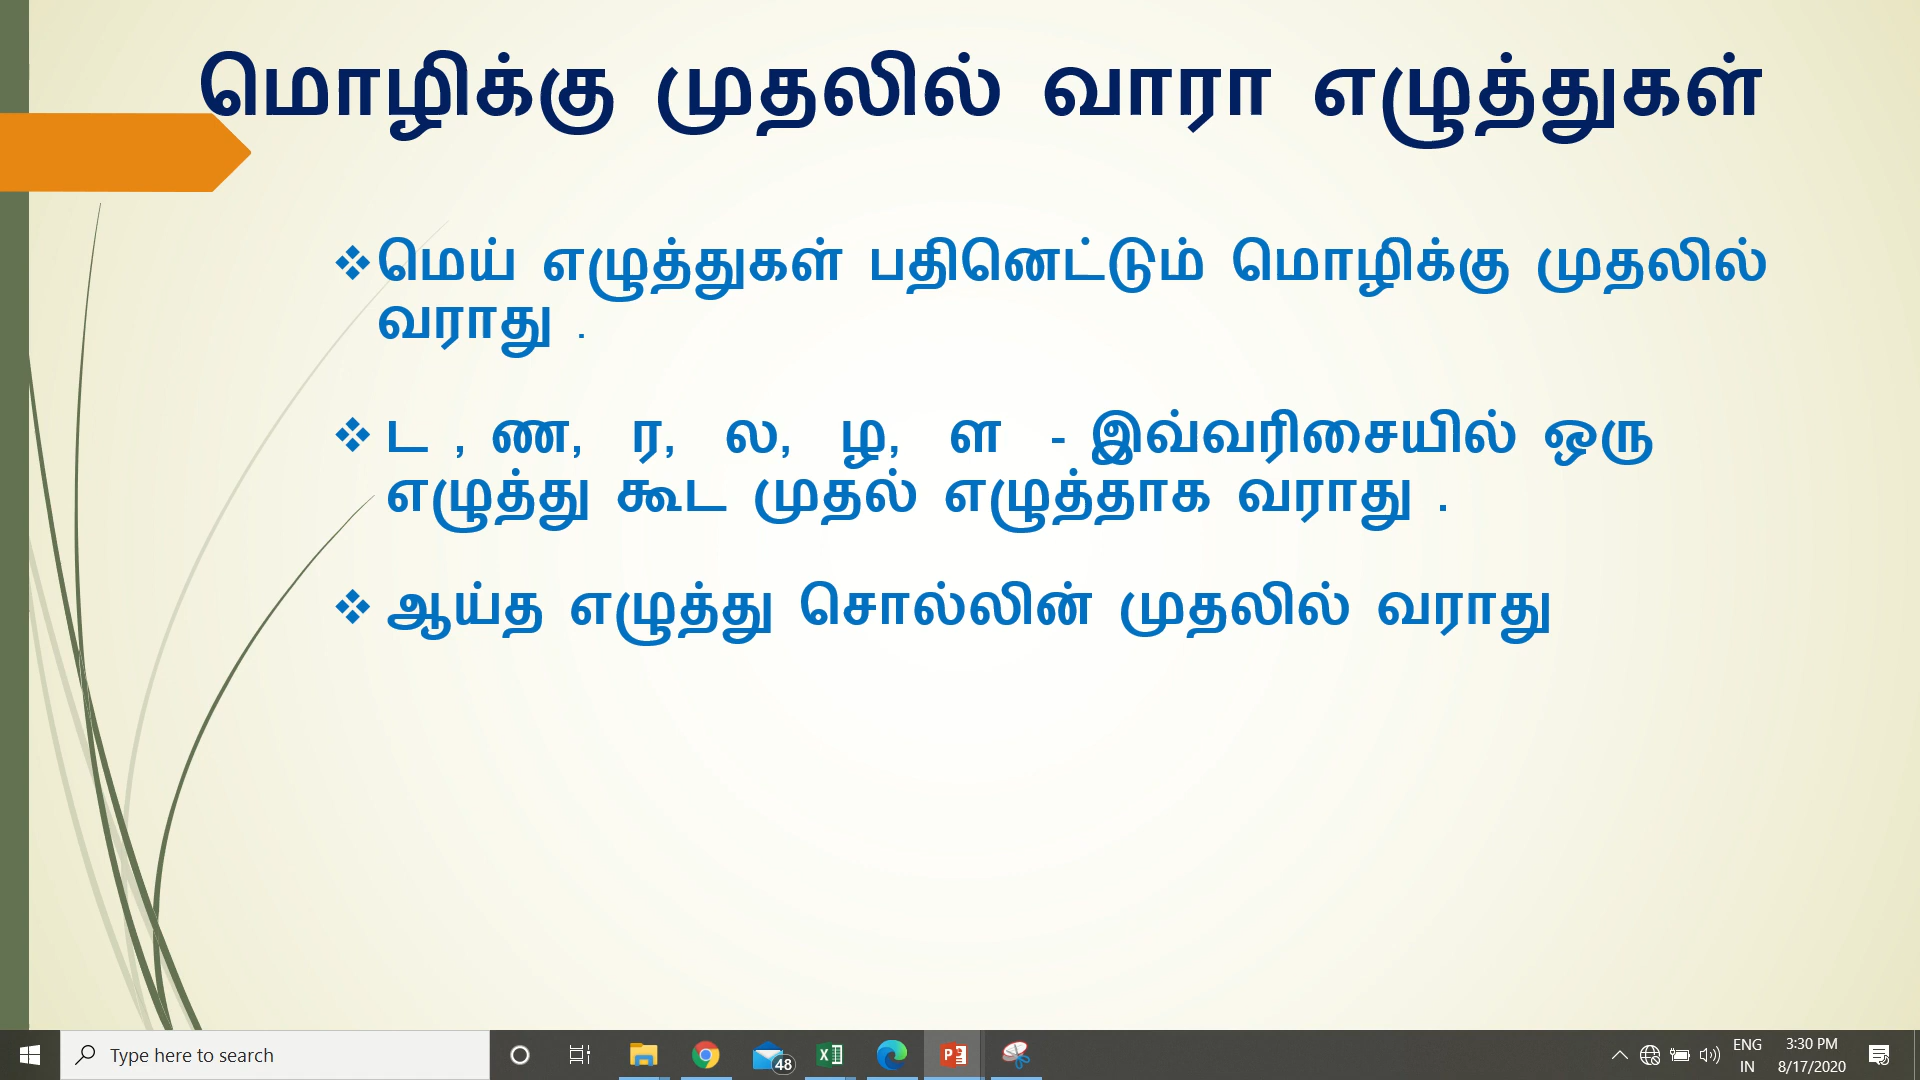 மொழிக்கு முதலில் வாரா எழுத்துகள்
❖மெய் எழுத்துகள் பதினெட்டும் மொழிக்கு முதலில்
வராது .
❖ ட , ண, ர, ல, ழ, ள - இவ்வரிசையில் ஒரு
எழுத்து கூட முதல் எழுத்தாக வராது .
❖ ஆய்த எழுத்து சொல்லின் முதலில் வராது
Type here to search
48
ENG
IN
3:30 PM
8/17/2020